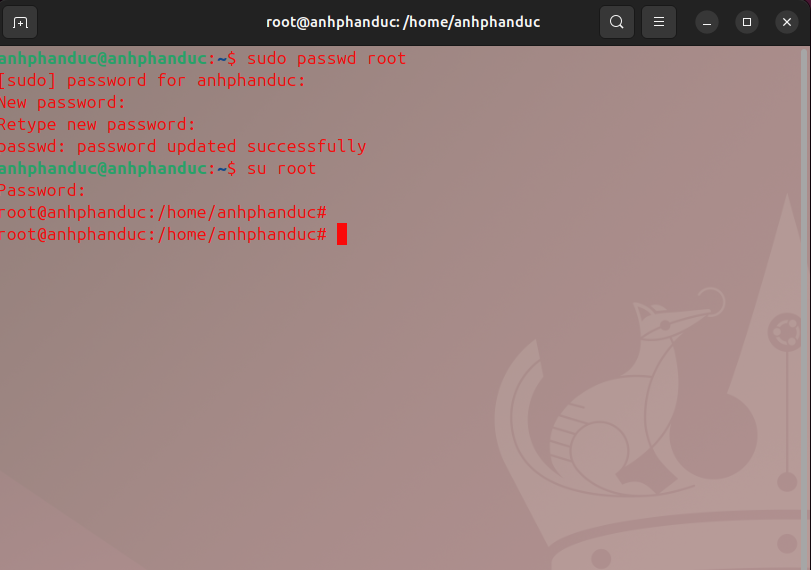 root@anhphanduc: /home/anhphanduc
anhphanduc@anhphanduc:~$ sudo passwd root
[sudo] password for anhphanduc:
New password:
Retype new password:
passwd: password updated successfully
anhphanduc@anhphanduc:~$ su root
Password:
root@anhphanduc:/home/anhphanduc#
root@anhphanduc:/home/anhphanduc#